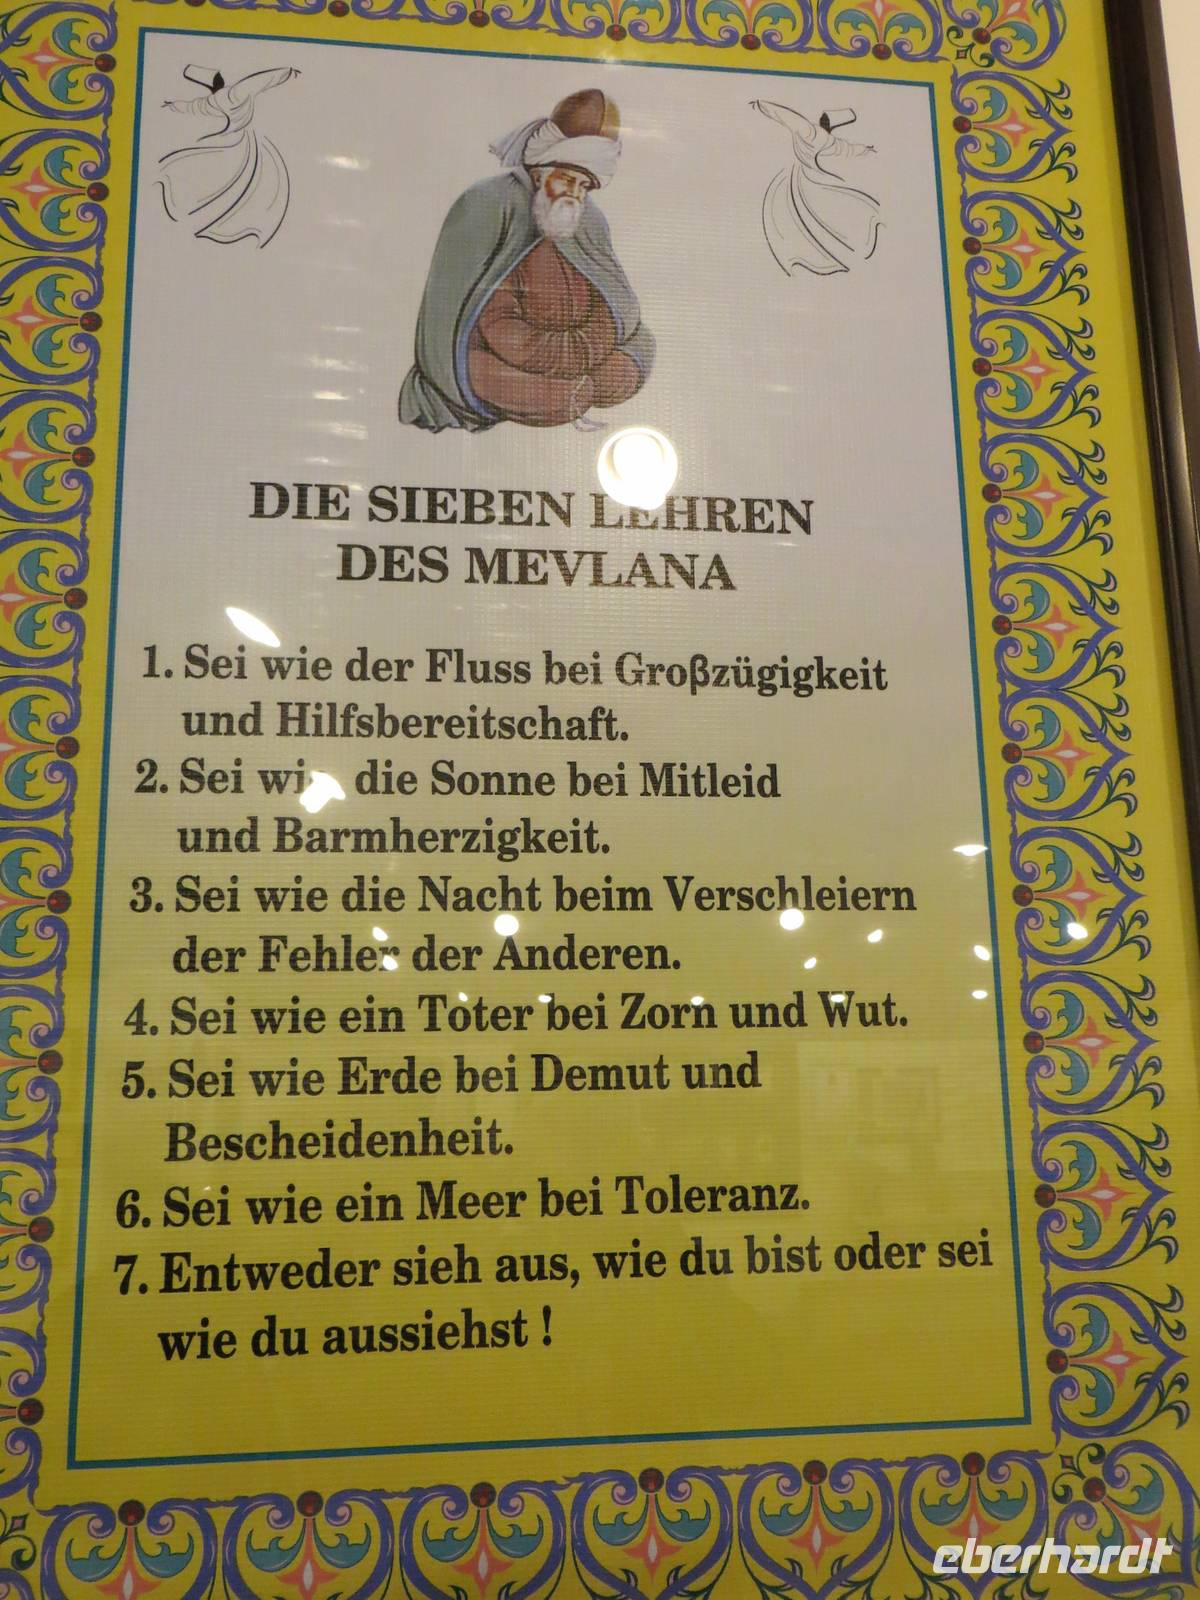 DIE SIEBEN LEHREN
DES MEVLANA
1. Sei wie der Fluss bei Großzügigkeit
und Hilfsbereitschaft.
2. Sei wie die Sonne bei Mitleid
und Barmherzigkeit.
3. Sei wie die Nacht beim Verschleiern
der Fehler der Anderen.
4. Sei wie ein Toter bei Zorn und Wut.
5. Sei wie Erde bei Demut und
Bescheidenheit.
6. Sei wie ein Meer bei Toleranz.
7. Entweder sieh aus, wie du bist oder sei
wie du aussiehst !
eberhardt